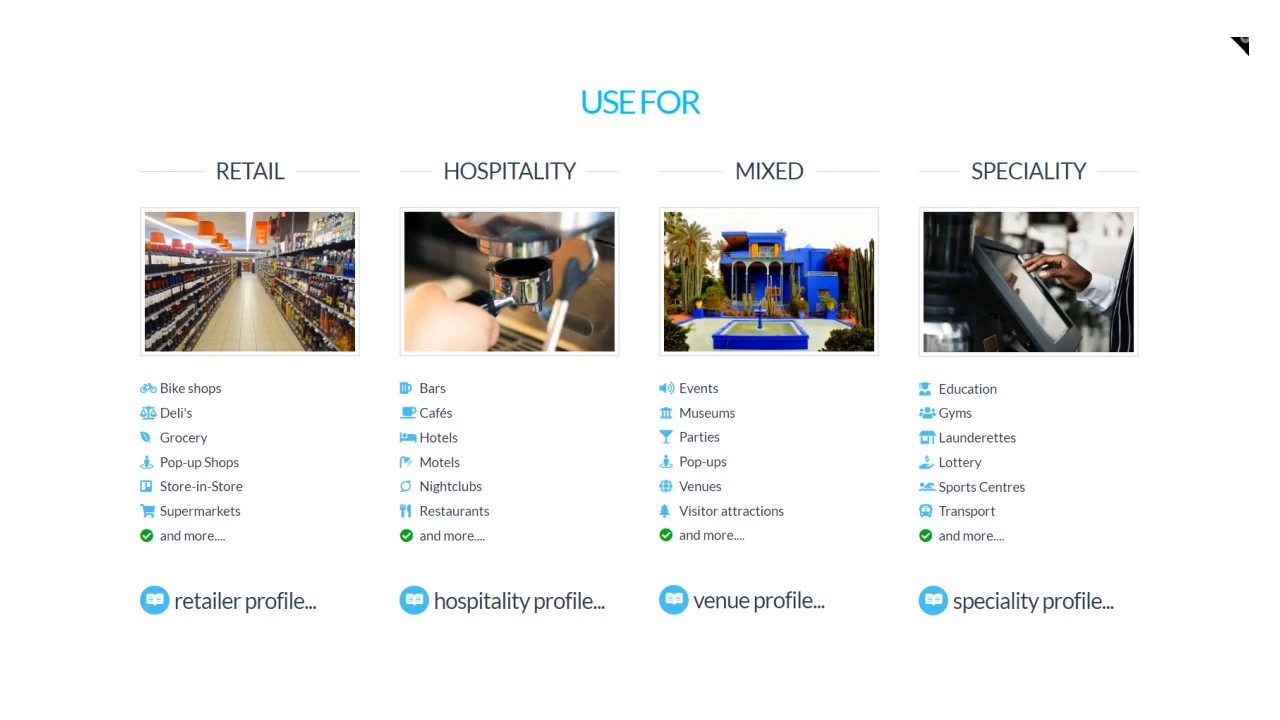 USE FOR
RETAIL
Bike shops
Deli's
Grocery
Pop-up Shops
Store-in-Store
Supermarkets
and more....
retailer profile...
HOSPITALITY
Bars
Cafés
Hotels
Motels
Nightclubs
Restaurants
and more....
hospitality profile...
MIXED
Events
Museums
Parties
Pop-ups
Venues
Visitor attractions
and more....
venue profile...
SPECIALITY
Education
Gyms
Launderettes
Lottery
Sports Centres
Transport
and more....
speciality profile...